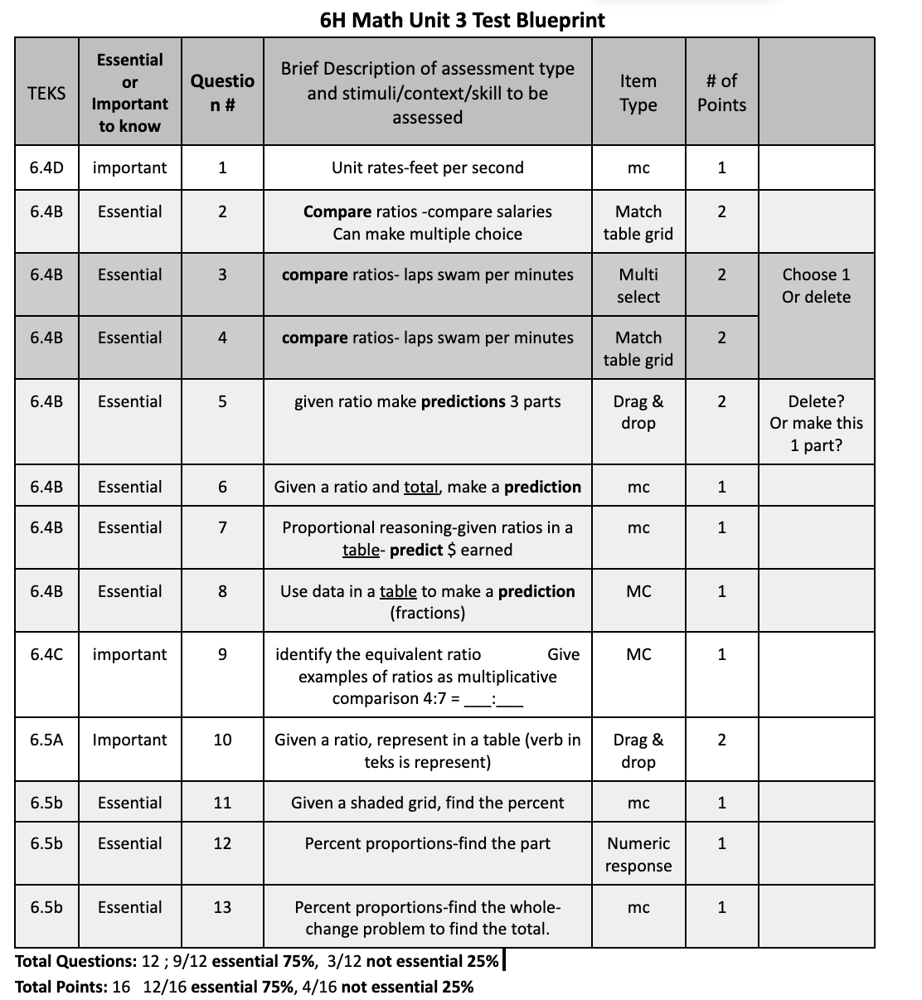 6H Math Unit 3 Test Blueprint
TEKS
Essential
or
Important
to know
Questio
n #
Brief Description of assessment type
and stimuli/context/skill to be
assessed
Item
Type
# of
Points
6.4D important 1 Unit rates-feet per second mc 1
6.4B Essential 2 Compare ratios -compare salaries
Can make multiple choice
Match
table grid
2
6.4B Essential 3 compare ratios- laps swam per minutes Multi
select
2
Choose 1
Or delete
6.4B Essential 4 compare ratios- laps swam per minutes Match
table grid
2
6.4B Essential 5 given ratio make predictions 3 parts Drag &
drop
2
Delete?
Or make this
1 part?
6.4B Essential 6 Given a ratio and total, make a prediction mc 1
6.4B Essential 7 Proportional reasoning-given ratios in a
table- predict $ earned
mc 1
6.4B Essential 8 Use data in a table to make a prediction
(fractions)
MC 1
6.4C important 9 identify the equivalent ratio Give
examples of ratios as multiplicative
comparison 4:7 = ___:___
MC 1
6.5A Important 10 Given a ratio, represent in a table (verb in
teks is represent)
Drag &
drop
2
6.5b Essential 11 Given a shaded grid, find the percent mc 1
6.5b Essential 12 Percent proportions-find the part Numeric
response
1
6.5b Essential 13 Percent proportions-find the whole-
change problem to find the total.
mc 1
Total Questions: 12 ; 9/12 essential 75%, 3/12 not essential 25%
Total Points: 16 12/16 essential 75%, 4/16 not essential 25%